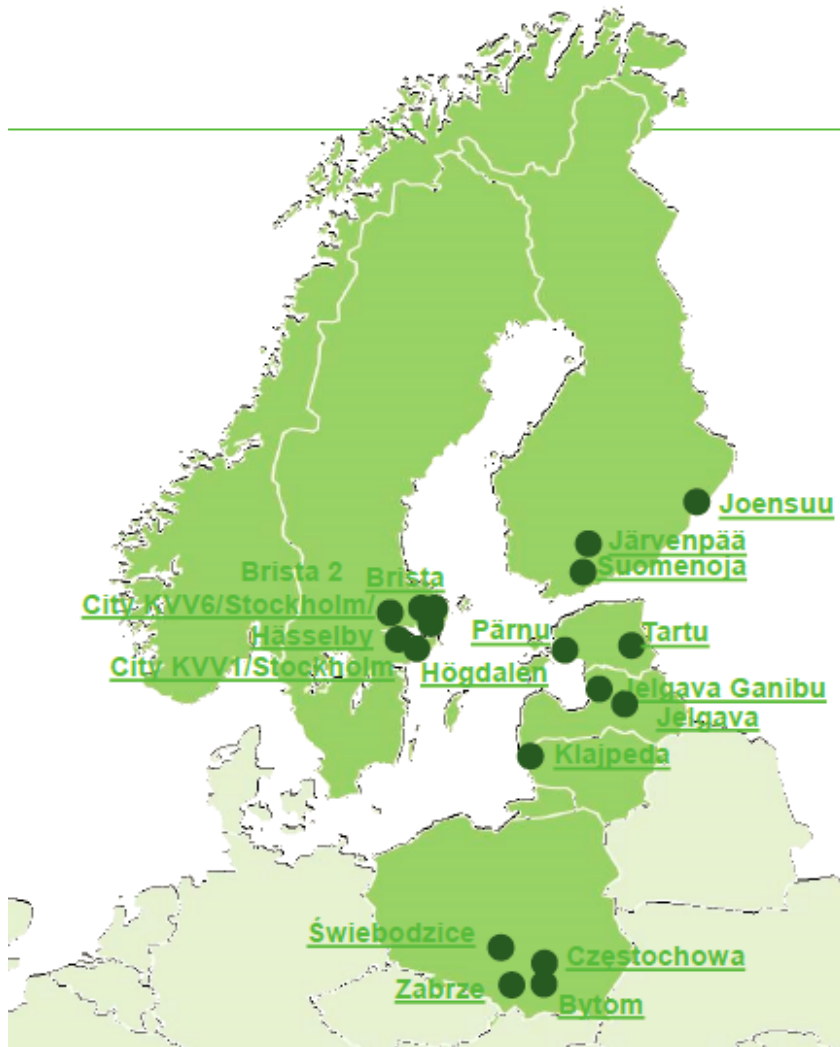 Joensuu
Järvenpää
Suomenoja
Brista 2
Brista
City KVV6/Stockholm/
Hässelby
City KVV1/Stockholm
Högdalen
Pärnu
Tartu
Jelgava Ganibu
Jelgava
Klajpeda
Świebodzice
Częstochowa
Zabrze
Bytom